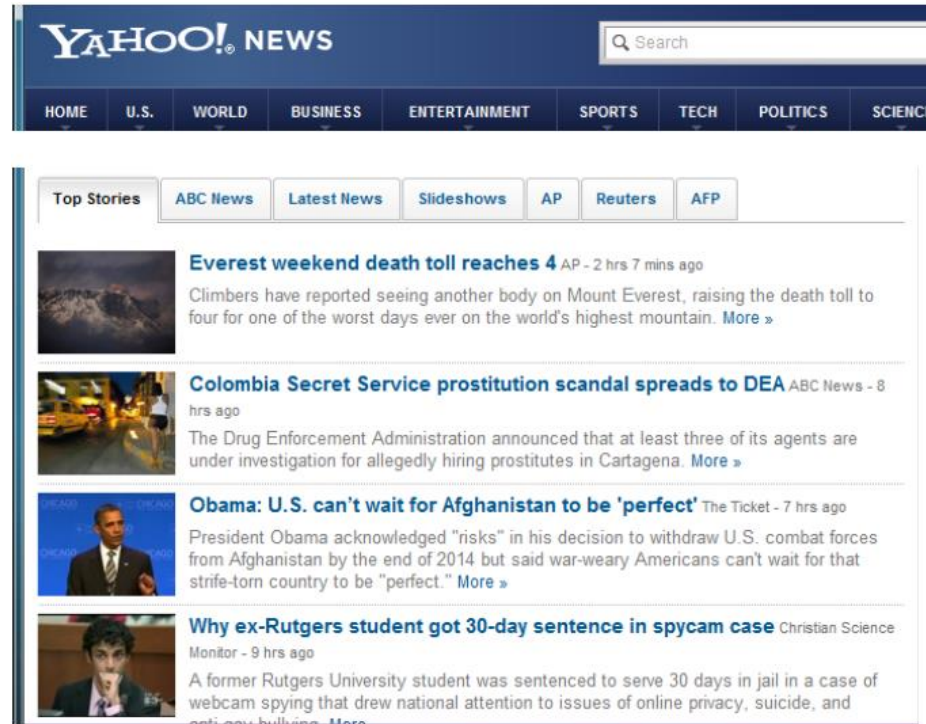 YAHOO!® NEWS
Search
HOME U.S. WORLD BUSINESS ENTERTAINMENT SPORTS TECH POLITICS SCIENC
Top Stories ABC News Latest News Slideshows AP Reuters AFP
Everest weekend death toll reaches 4 AP - 2 hrs 7 mins ago
Climbers have reported seeing another body on Mount Everest, raising the death toll to
four for one of the worst days ever on the world's highest mountain. More »
Colombia Secret Service prostitution scandal spreads to DEA ABC News - 8
hrs ago
The Drug Enforcement Administration announced that at least three of its agents are
under investigation for allegedly hiring prostitutes in Cartagena. More »
Obama: U.S. can't wait for Afghanistan to be 'perfect' The Ticket - 7 hrs ago
President Obama acknowledged "risks" in his decision to withdraw U.S. combat forces
from Afghanistan by the end of 2014 but said war-weary Americans can't wait for that
strife-torn country to be "perfect." More »
Why ex-Rutgers student got 30-day sentence in spycam case Christian Science
Monitor - 9 hrs ago
A former Rutgers University student was sentenced to serve 30 days in jail in a case of
webcam spying that drew national attention to issues of online privacy, suicide, and
anti-gay bullying. More